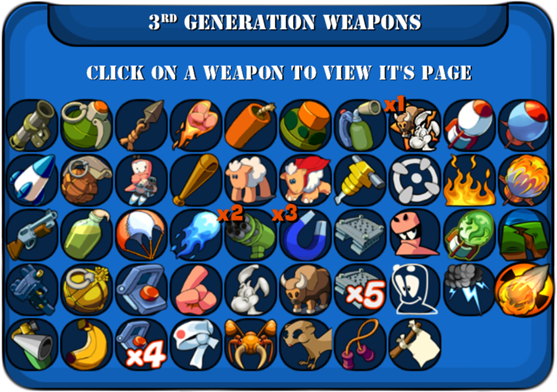 3RD GENERATION WEAPONS
CLICK ON A WEAPON TO VIEW IT'S PAGE
x1
x2
x3
x5
x4